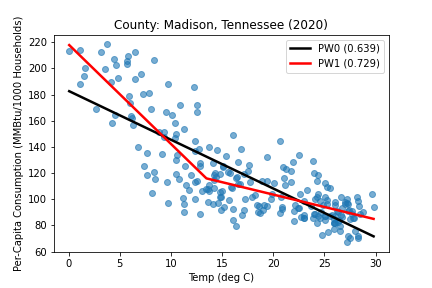 County: Madison, Tennessee (2020)
PW0 (0.639)
PW1 (0.729)
Per-Capita Consumption (MMBtu/1000 Households)
220
200
180
160
140
120
100
80
60
0 5 10 15 20 25 30
Temp (deg C)